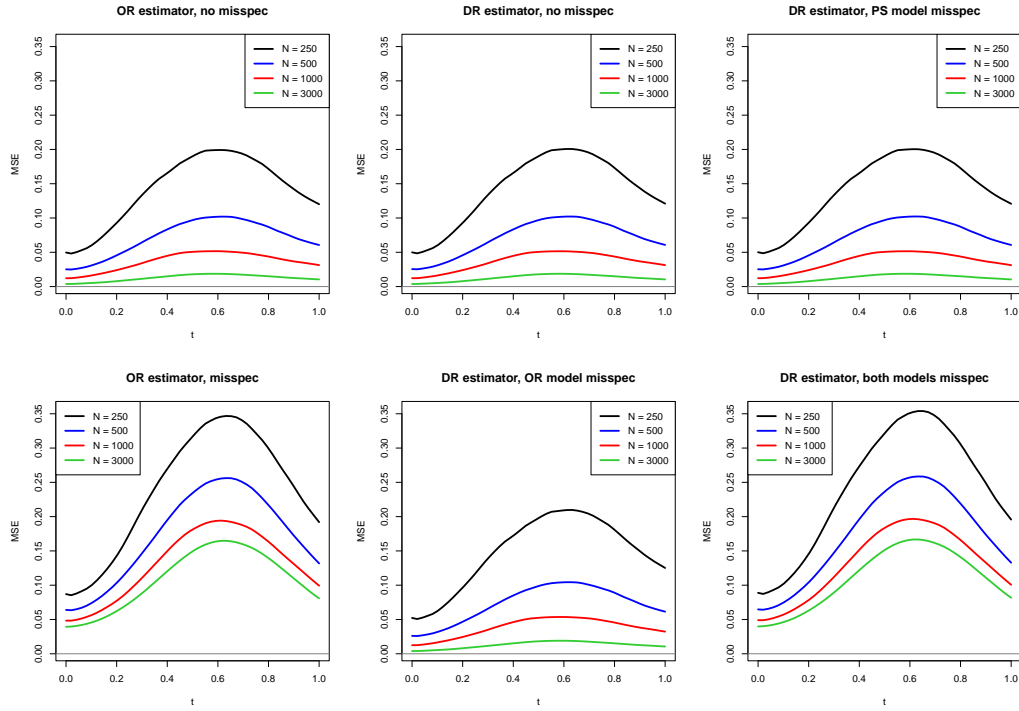 OR estimator, no misspec
MSE
0.00 0.05 0.10 0.15 0.20 0.25 0.30 0.35
N = 250
N = 500
N = 1000
N = 3000
0.0 0.2 0.4 0.6 0.8 1.0
t
DR estimator, no misspec
MSE
0.00 0.05 0.10 0.15 0.20 0.25 0.30 0.35
N = 250
N = 500
N = 1000
N = 3000
0.0 0.2 0.4 0.6 0.8 1.0
t
DR estimator, PS model misspec
MSE
0.00 0.05 0.10 0.15 0.20 0.25 0.30 0.35
N = 250
N = 500
N = 1000
N = 3000
0.0 0.2 0.4 0.6 0.8 1.0
t
OR estimator, misspec
MSE
0.00 0.05 0.10 0.15 0.20 0.25 0.30 0.35
N = 250
N = 500
N = 1000
N = 3000
0.0 0.2 0.4 0.6 0.8 1.0
t
DR estimator, OR model misspec
MSE
0.00 0.05 0.10 0.15 0.20 0.25 0.30 0.35
N = 250
N = 500
N = 1000
N = 3000
0.0 0.2 0.4 0.6 0.8 1.0
t
DR estimator, both models misspec
MSE
0.00 0.05 0.10 0.15 0.20 0.25 0.30 0.35
N = 250
N = 500
N = 1000
N = 3000
0.0 0.2 0.4 0.6 0.8 1.0
t